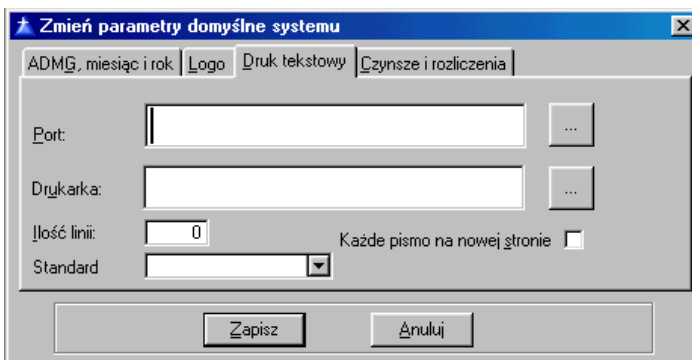 Zmień parametry domyślne systemu
ADMG, miesiąc i rok Logo Druk tekstowy Czynsze i rozliczenia
Port:
...
Drukarka:
...
Ilość linii: 0
Każde pismo na nowej stronie
Standard
Zapisz Anuluj